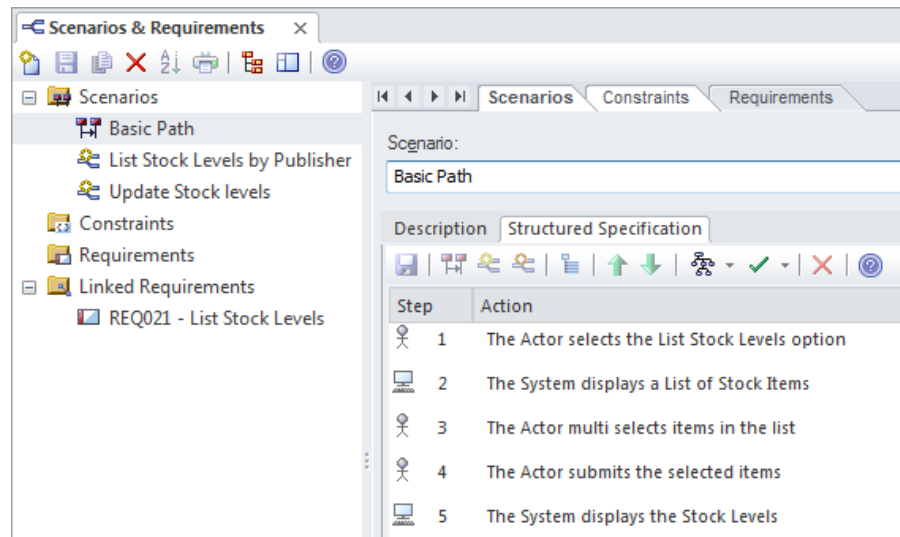 Scenarios & Requirements
Scenarios
Basic Path
List Stock Levels by Publisher
Update Stock levels
Constraints
Requirements
Linked Requirements
REQ021 - List Stock Levels
Scenarios Constraints Requirements
Scenario:
Basic Path
Description Structured Specification
Step Action
1 The Actor selects the List Stock Levels option
2 The System displays a List of Stock Items
3 The Actor multi selects items in the list
4 The Actor submits the selected items
5 The System displays the Stock Levels